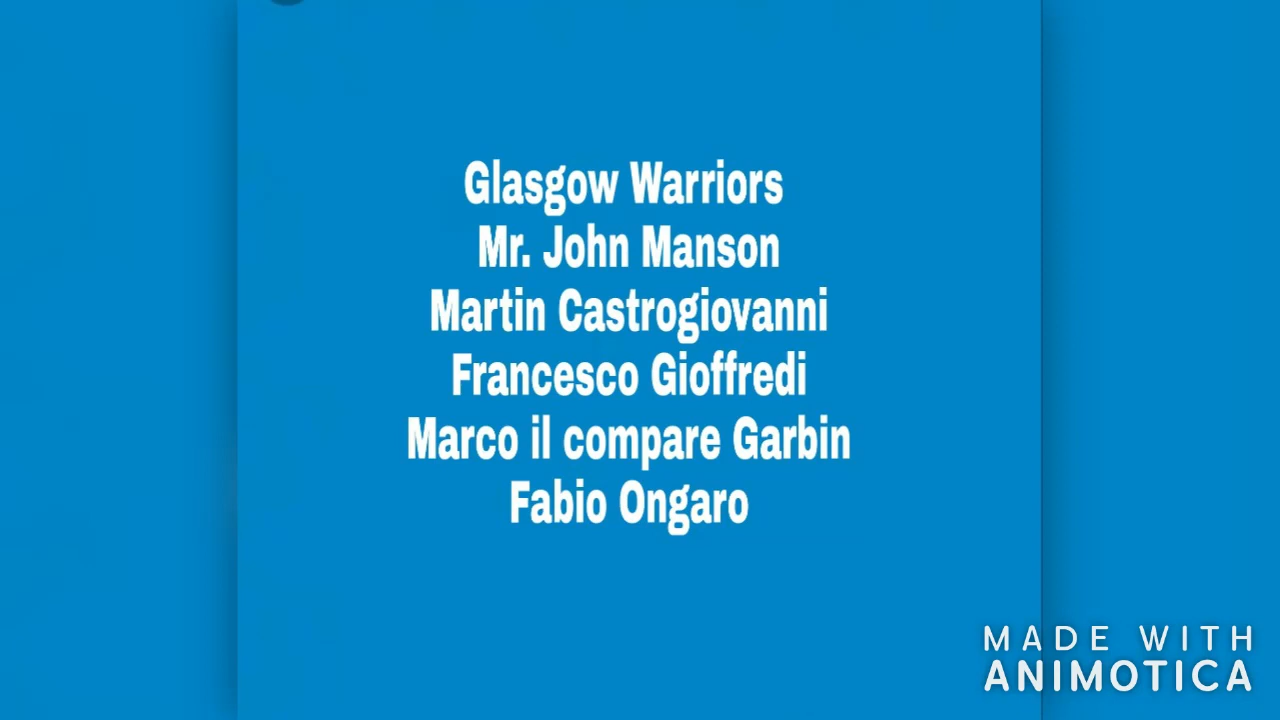 Glasgow Warriors
Mr. John Manson
Martin Castrogiovanni
Francesco Gioffredi
Marco il compare Garbin
Fabio Ongaro
MADE WITH
ANIMOTICA